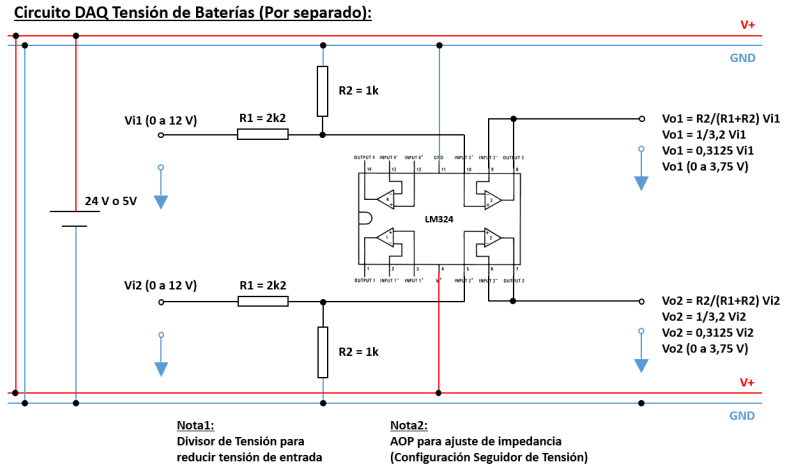 Circuito DAQ Tensión de Baterías (Por separado):
V+
GND
R2 = 1k
Vi1 (0 a 12 V)
R1 = 2k2
Vo1 = R2/(R1+R2) Vi1
Vo1 = 1/3,2 Vi1
Vo1 = 0,3125 Vi1
Vo1 (0 a 3,75 V)
OUTPUT 4 INPUT 4⁻ INPUT 4⁺ GND INPUT 3⁺ INPUT 3⁻ OUTPUT 3
14 13 12 11 10 9 8
4 3
24 V o 5V
LM324
1 2
1 2 3 4 5 6 7
OUTPUT 1 INPUT 1⁻ INPUT 1⁺ V⁺ INPUT 2⁺ INPUT 2⁻ OUTPUT 2
Vi2 (0 a 12 V)
R1 = 2k2
Vo2 = R2/(R1+R2) Vi2
Vo2 = 1/3,2 Vi2
Vo2 = 0,3125 Vi2
Vo2 (0 a 3,75 V)
R2 = 1k
V+
GND
Nota1:
Divisor de Tensión para
reducir tensión de entrada
Nota2:
AOP para ajuste de impedancia
(Configuración Seguidor de Tensión)